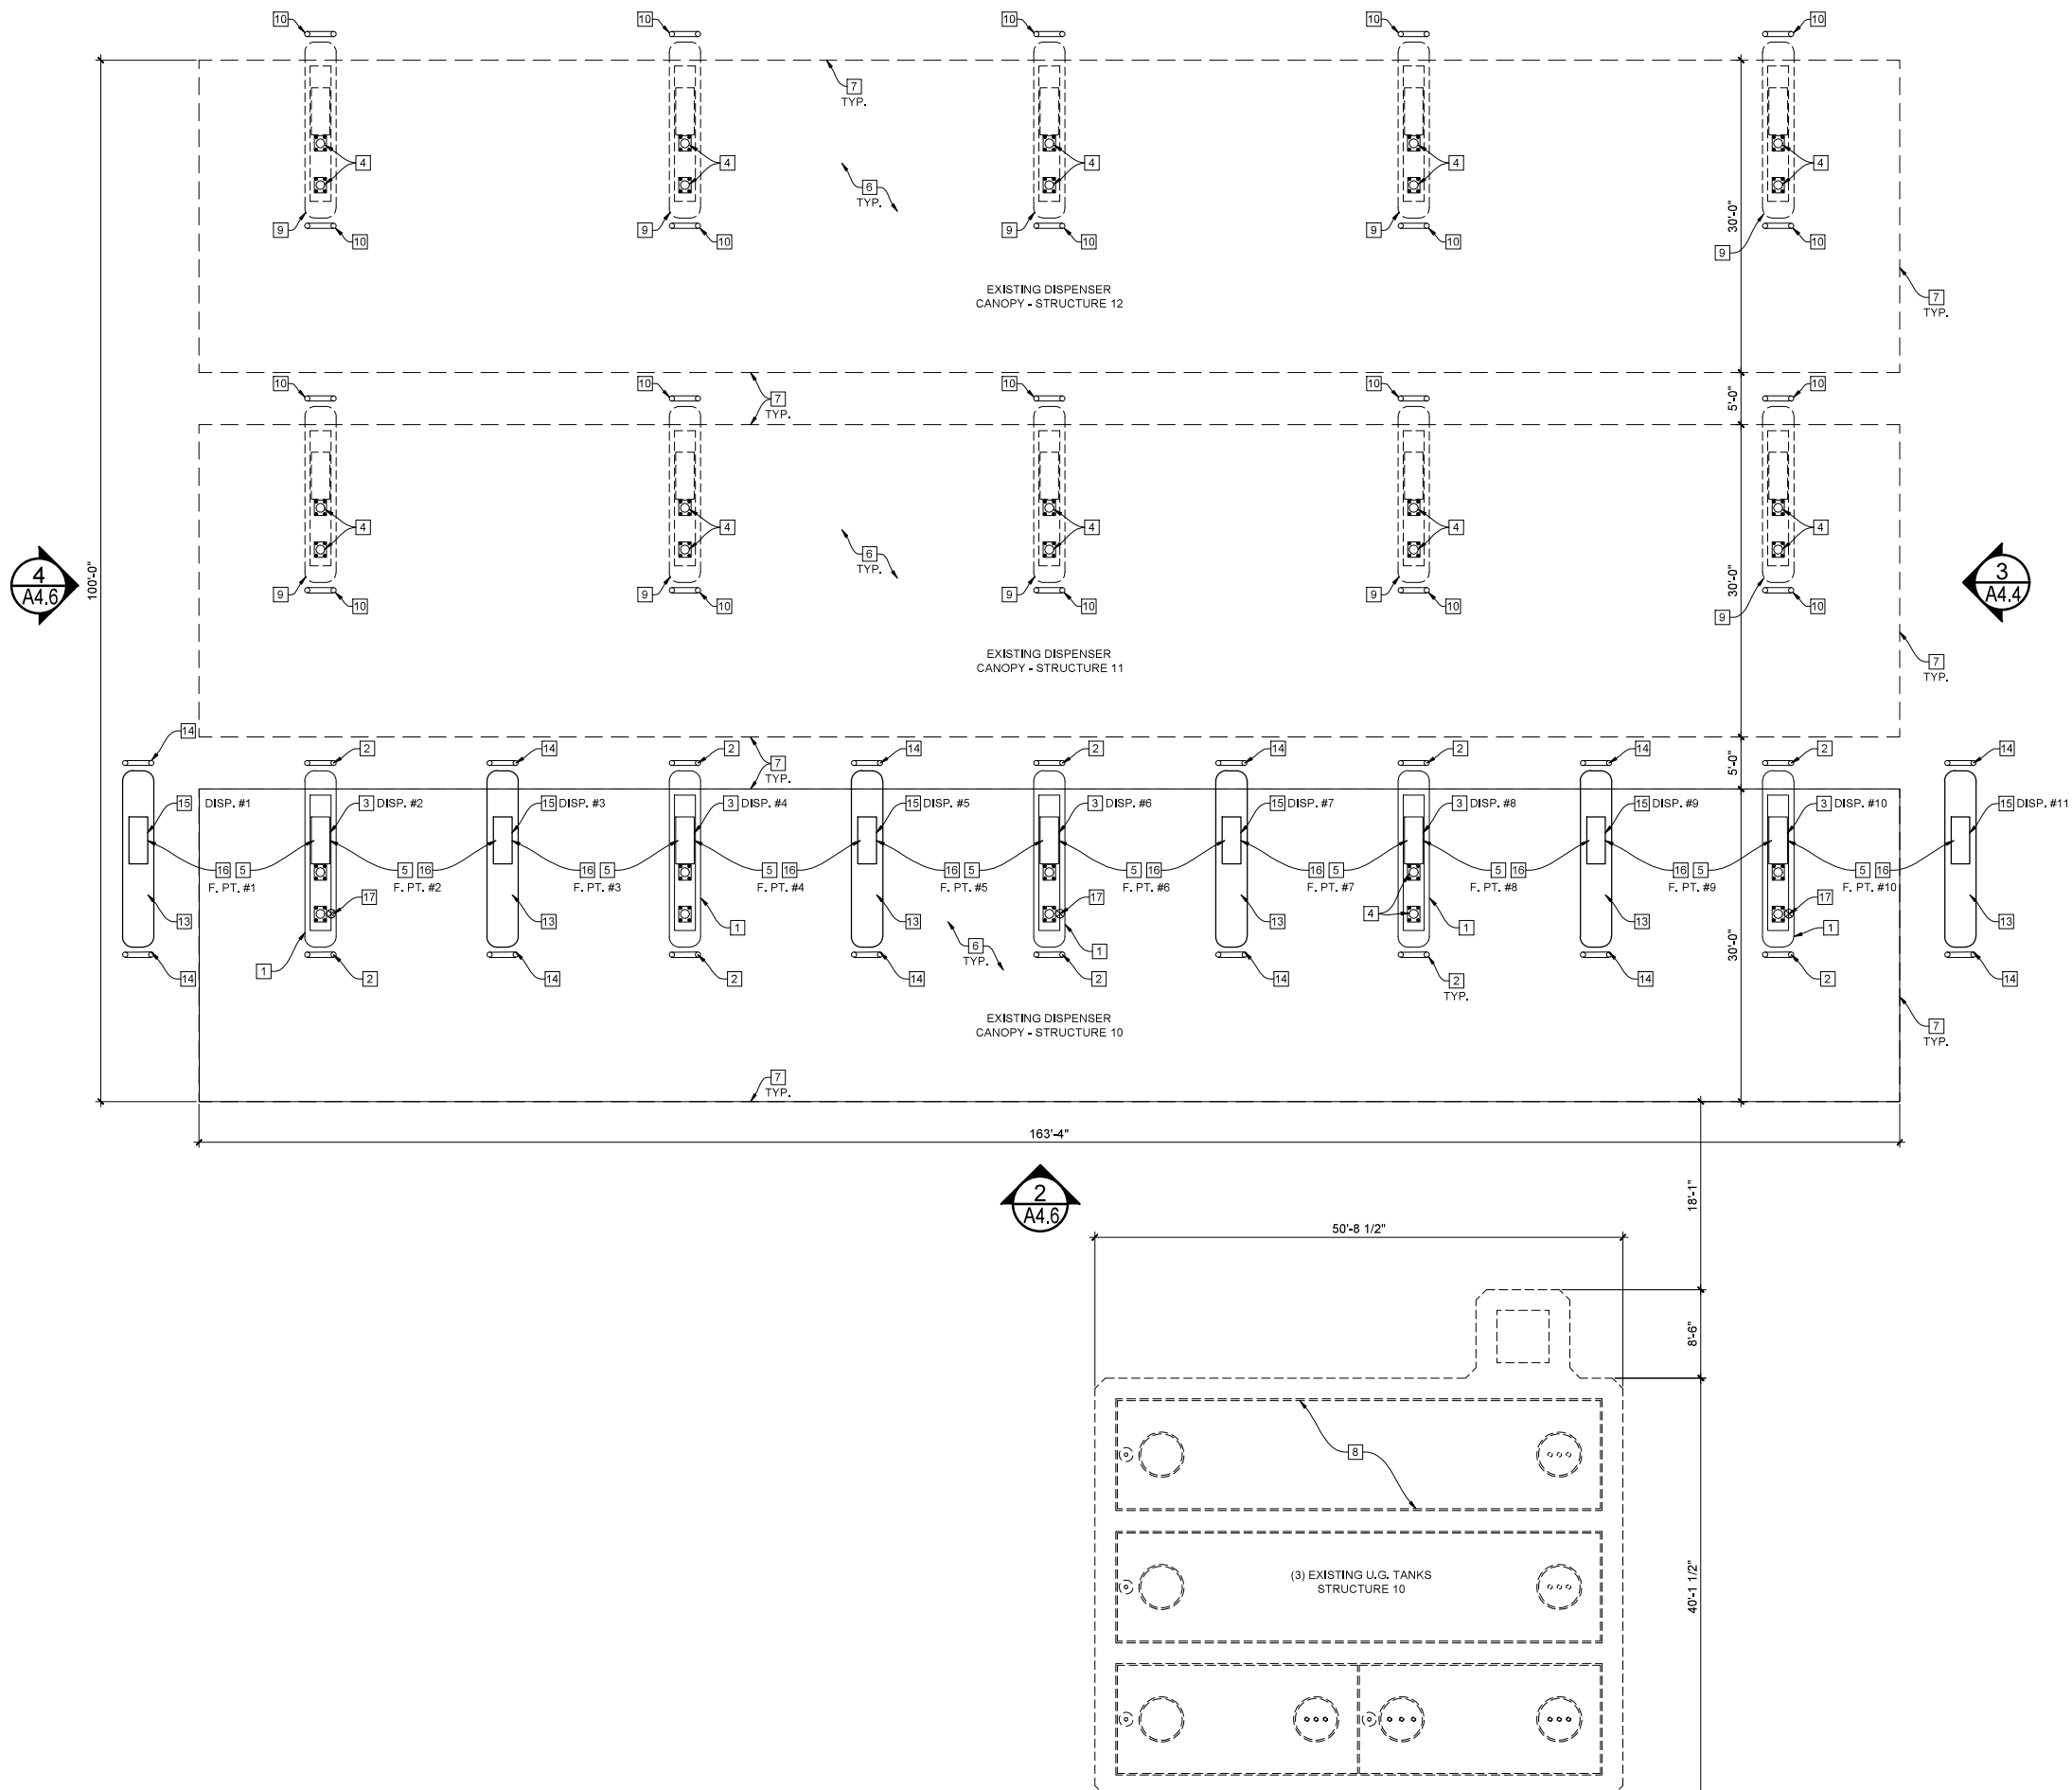 10 10 10 10 10
7
TYP.
4 4 4 4 4
6
TYP.
30'-0"
9 10 9 10 9 10 9 10 9 10
EXISTING DISPENSER
CANOPY - STRUCTURE 12
7
TYP.
10 10 10 10 10
5'-0"
7
TYP.
4 4 4 4 4
6
TYP.
100'-0"
30'-0"
4
A4.6
3
A4.4
9 10 9 10 9 10 9 10 9 10
EXISTING DISPENSER
CANOPY - STRUCTURE 11
7
TYP.
14 2 14 2 14 2 14 2 14 2 14
5'-0"
7
TYP.
15 DISP. #1 3 DISP. #2 15 DISP. #3 3 DISP. #4 15 DISP. #5 3 DISP. #6 15 DISP. #7 3 DISP. #8 15 DISP. #9 3 DISP. #10 15 DISP. #11
16 5 5 16 16 5 5 16 16 5 5 16 16 5 5 16 16 5 5 16
F. PT. #1 F. PT. #2 F. PT. #3 F. PT. #4 F. PT. #5 F. PT. #6 F. PT. #7 F. PT. #8 F. PT. #9 F. PT. #10
17 17 17
13 13 1 13 13 4 1 13 1 13
6
TYP.
30'-0"
1 1
14 2 14 2 14 2 14 2 14 2 14
TYP.
EXISTING DISPENSER
CANOPY - STRUCTURE 10
7
TYP.
7
TYP.
163'-4"
2
A4.6
18'-1"
50'-8 1/2"
8'-6"
8
(3) EXISTING U.G. TANKS
STRUCTURE 10
40'-1 1/2"